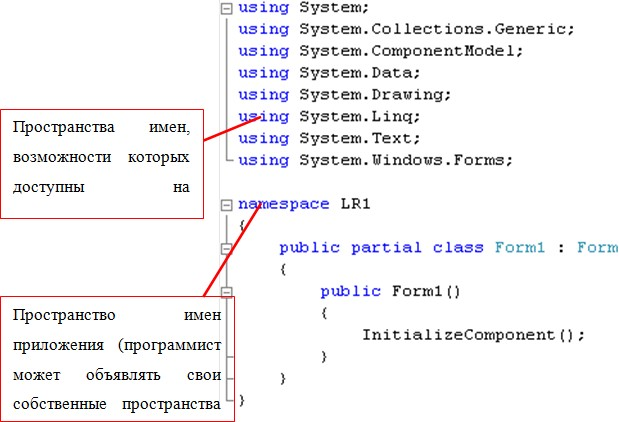 using System;
using System.Collections.Generic;
using System.ComponentModel;
using System.Data;
using System.Drawing;
using System.Linq;
using System.Text;
using System.Windows.Forms;
namespace LR1
{
public partial class Form1 : Form
{
public Form1()
{
InitializeComponent();
}
}
}
Пространства имен,
возможности которых
доступны на
Пространство имен
приложения (программист
может объявлять свои
собственные пространства